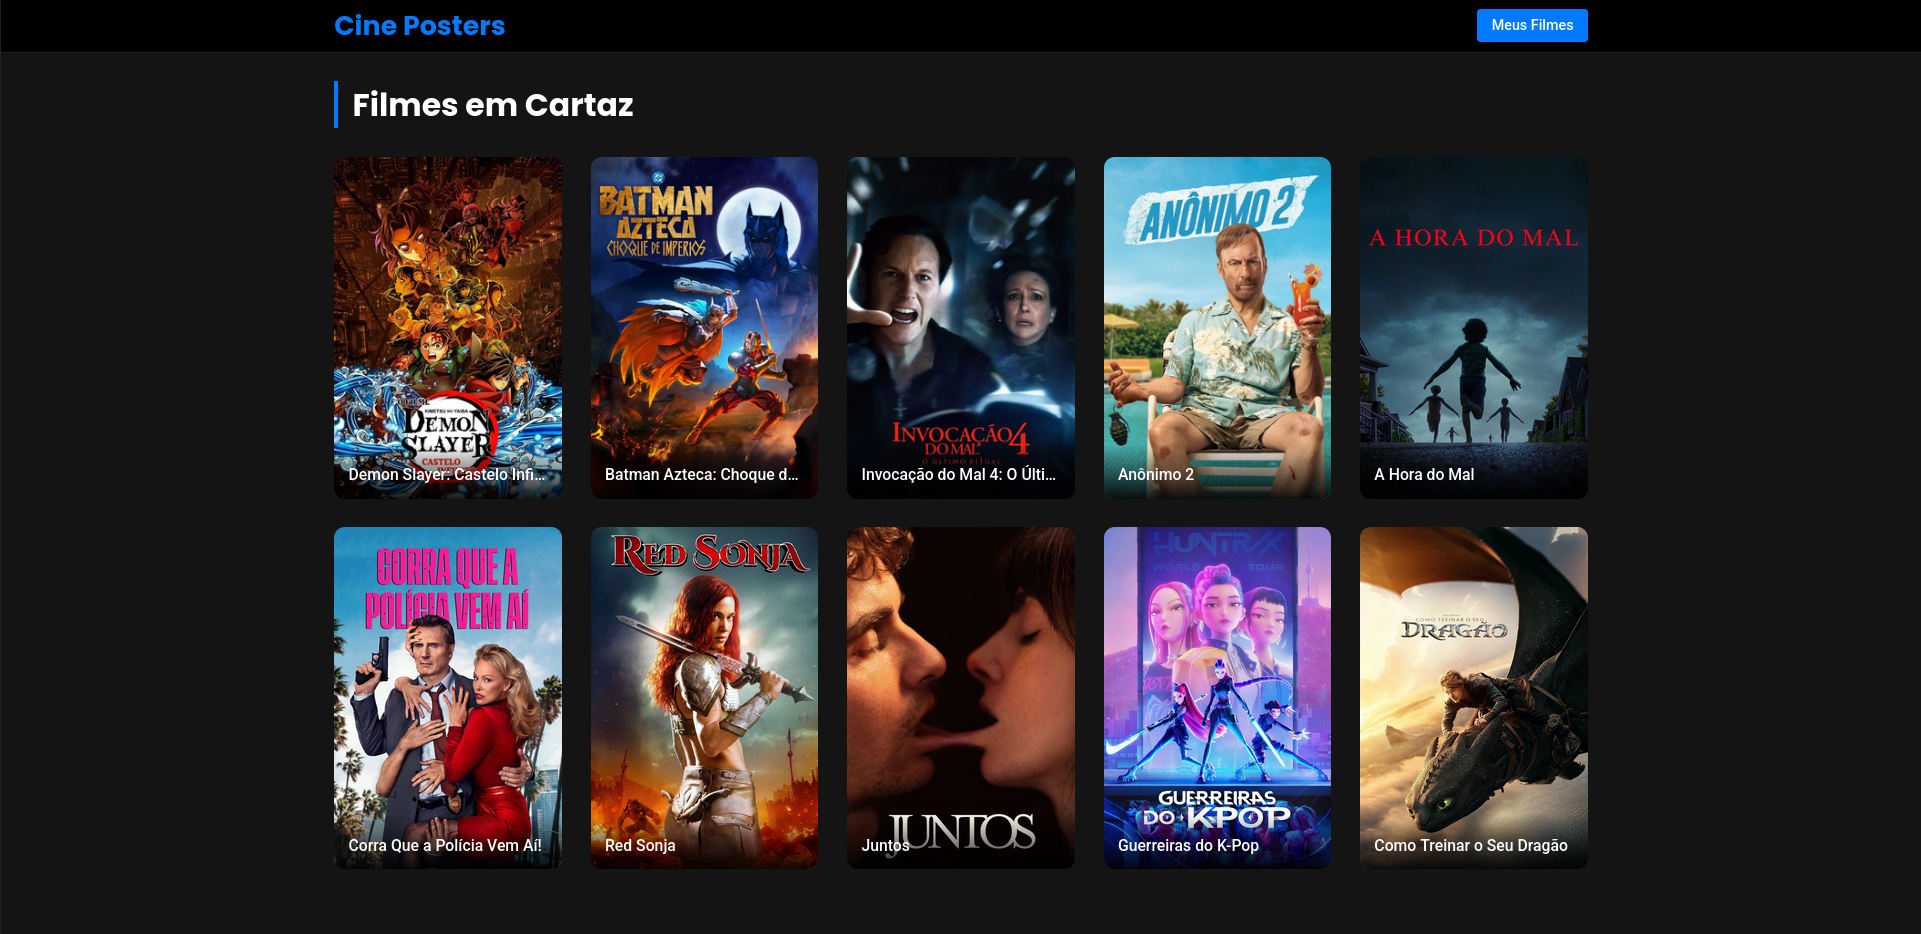 Cine Posters
Meus Filmes
Filmes em Cartaz
KIMETSU NO YAIBA
DEMON
SLAYER
CASTELO
Demon Slayer: Castelo Infi...
BATMAN
AZTECA
CHOQUE DE IMPERIOS
Batman Azteca: Choque d...
INVOCAÇÃO 4
DO MAL
O ÚLTIMO RITUAL
Invocação do Mal 4: O Últi...
ANÔNIMO 2
Anônimo 2
A HORA DO MAL
A Hora do Mal
CORRA QUE A
POLÍCIA VEM AÍ
Corra Que a Polícia Vem Aí!
RED SONJA
Red Sonja
JUNTOS
Juntos
HUNTR/X
WORLD TOUR
GUERREIRAS
DO KPOP
Guerreiras do K-Pop
COMO TREINAR O SEU
DRAGÃO
Como Treinar o Seu Dragão